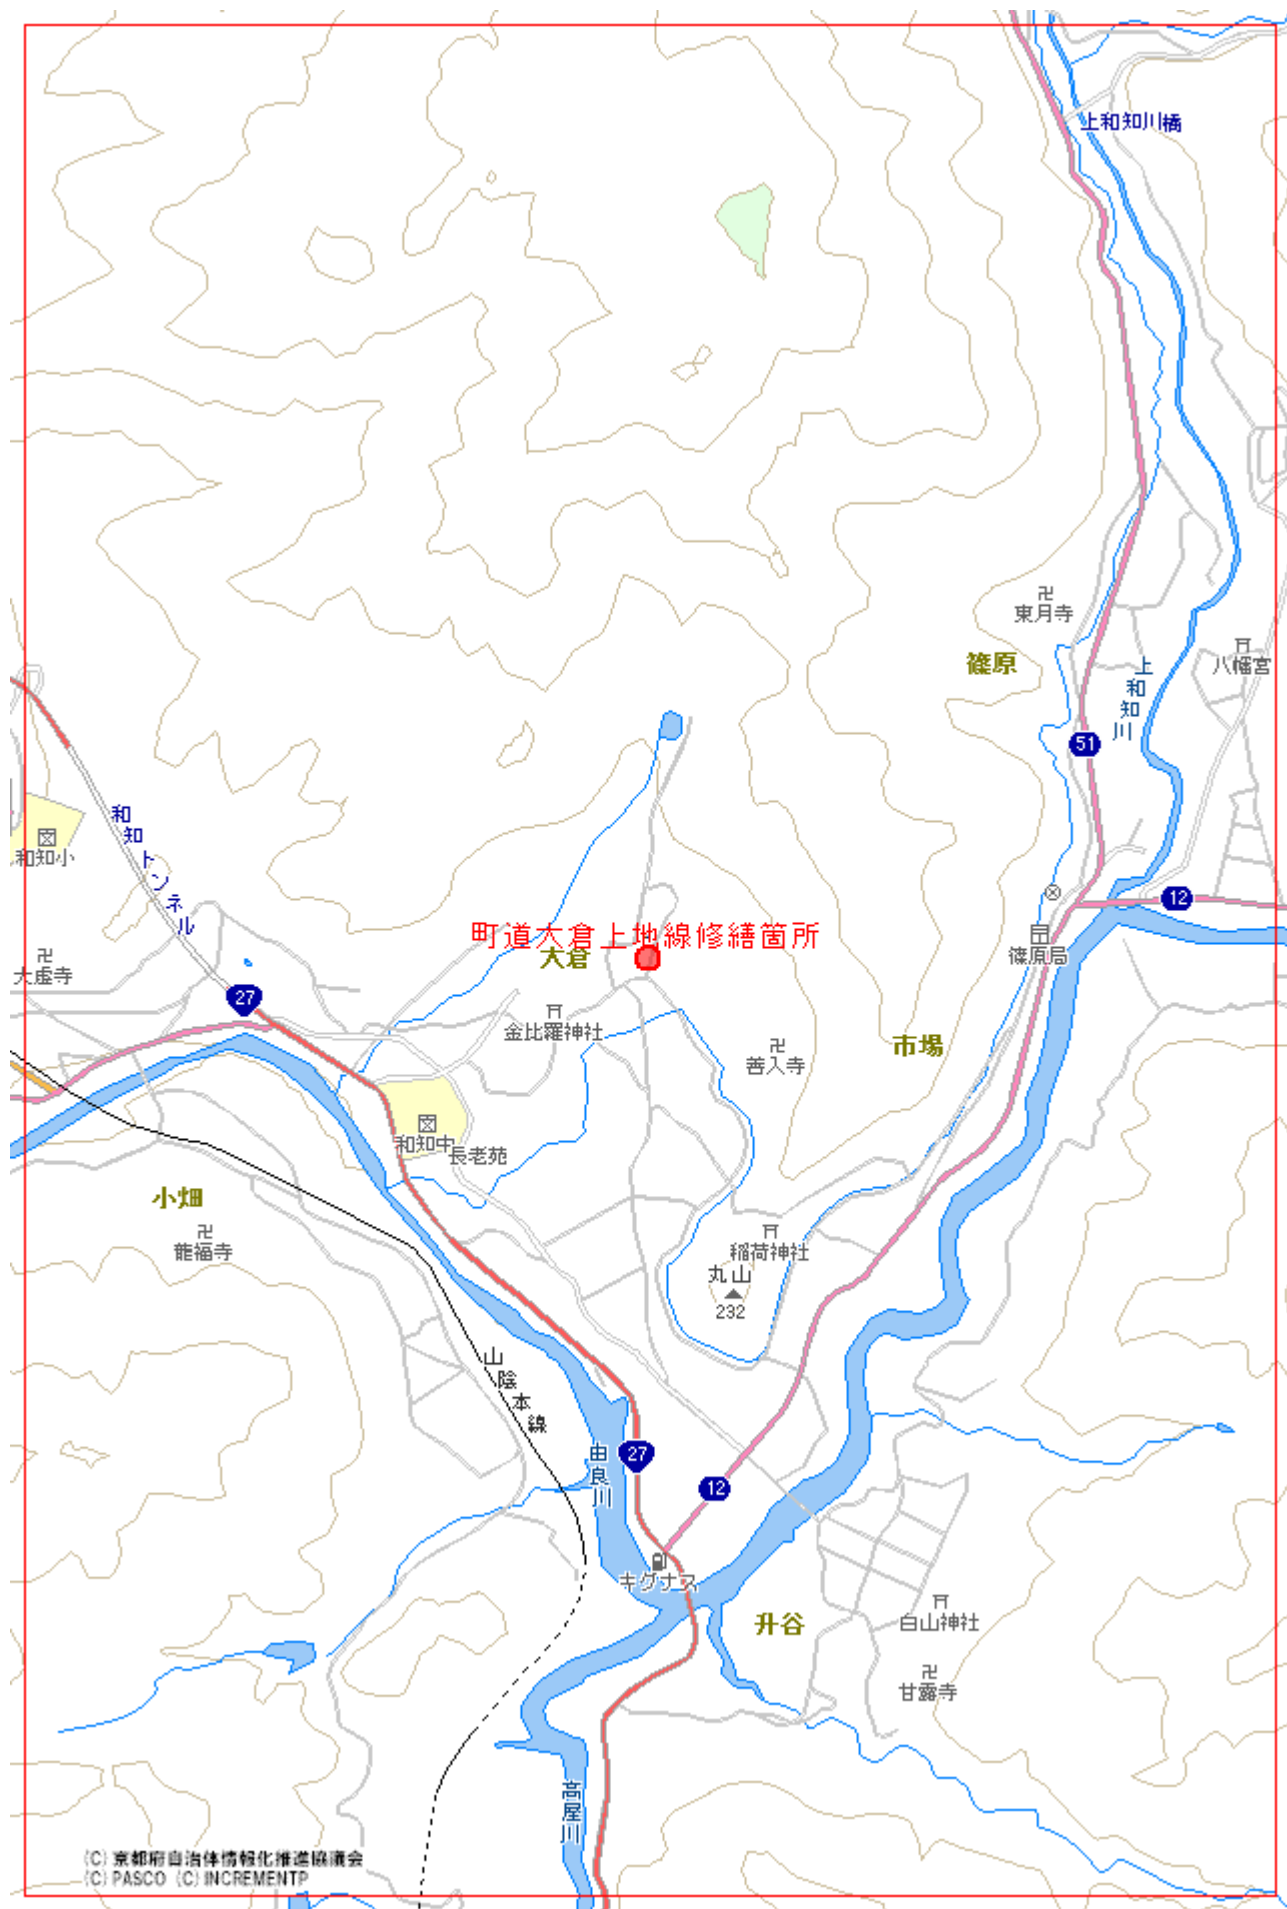 上和知川橋
卍
東月寺
篠原
八幡宮
上和知川
51
和知トンネル
和知小
12
町道大倉上地線修繕箇所
大倉
篠原局
卍
大虚寺
27
金比羅神社
市場
卍
善入寺
和知中
長老苑
小畑
卍
龍福寺
稲荷神社
丸山
232
山陰本線
由良川
27
12
キグナス
升谷
白山神社
卍
甘露寺
高屋川
(C) 京都府自治体情報化推進協議会
(C) PASCO (C) INCREMENTP